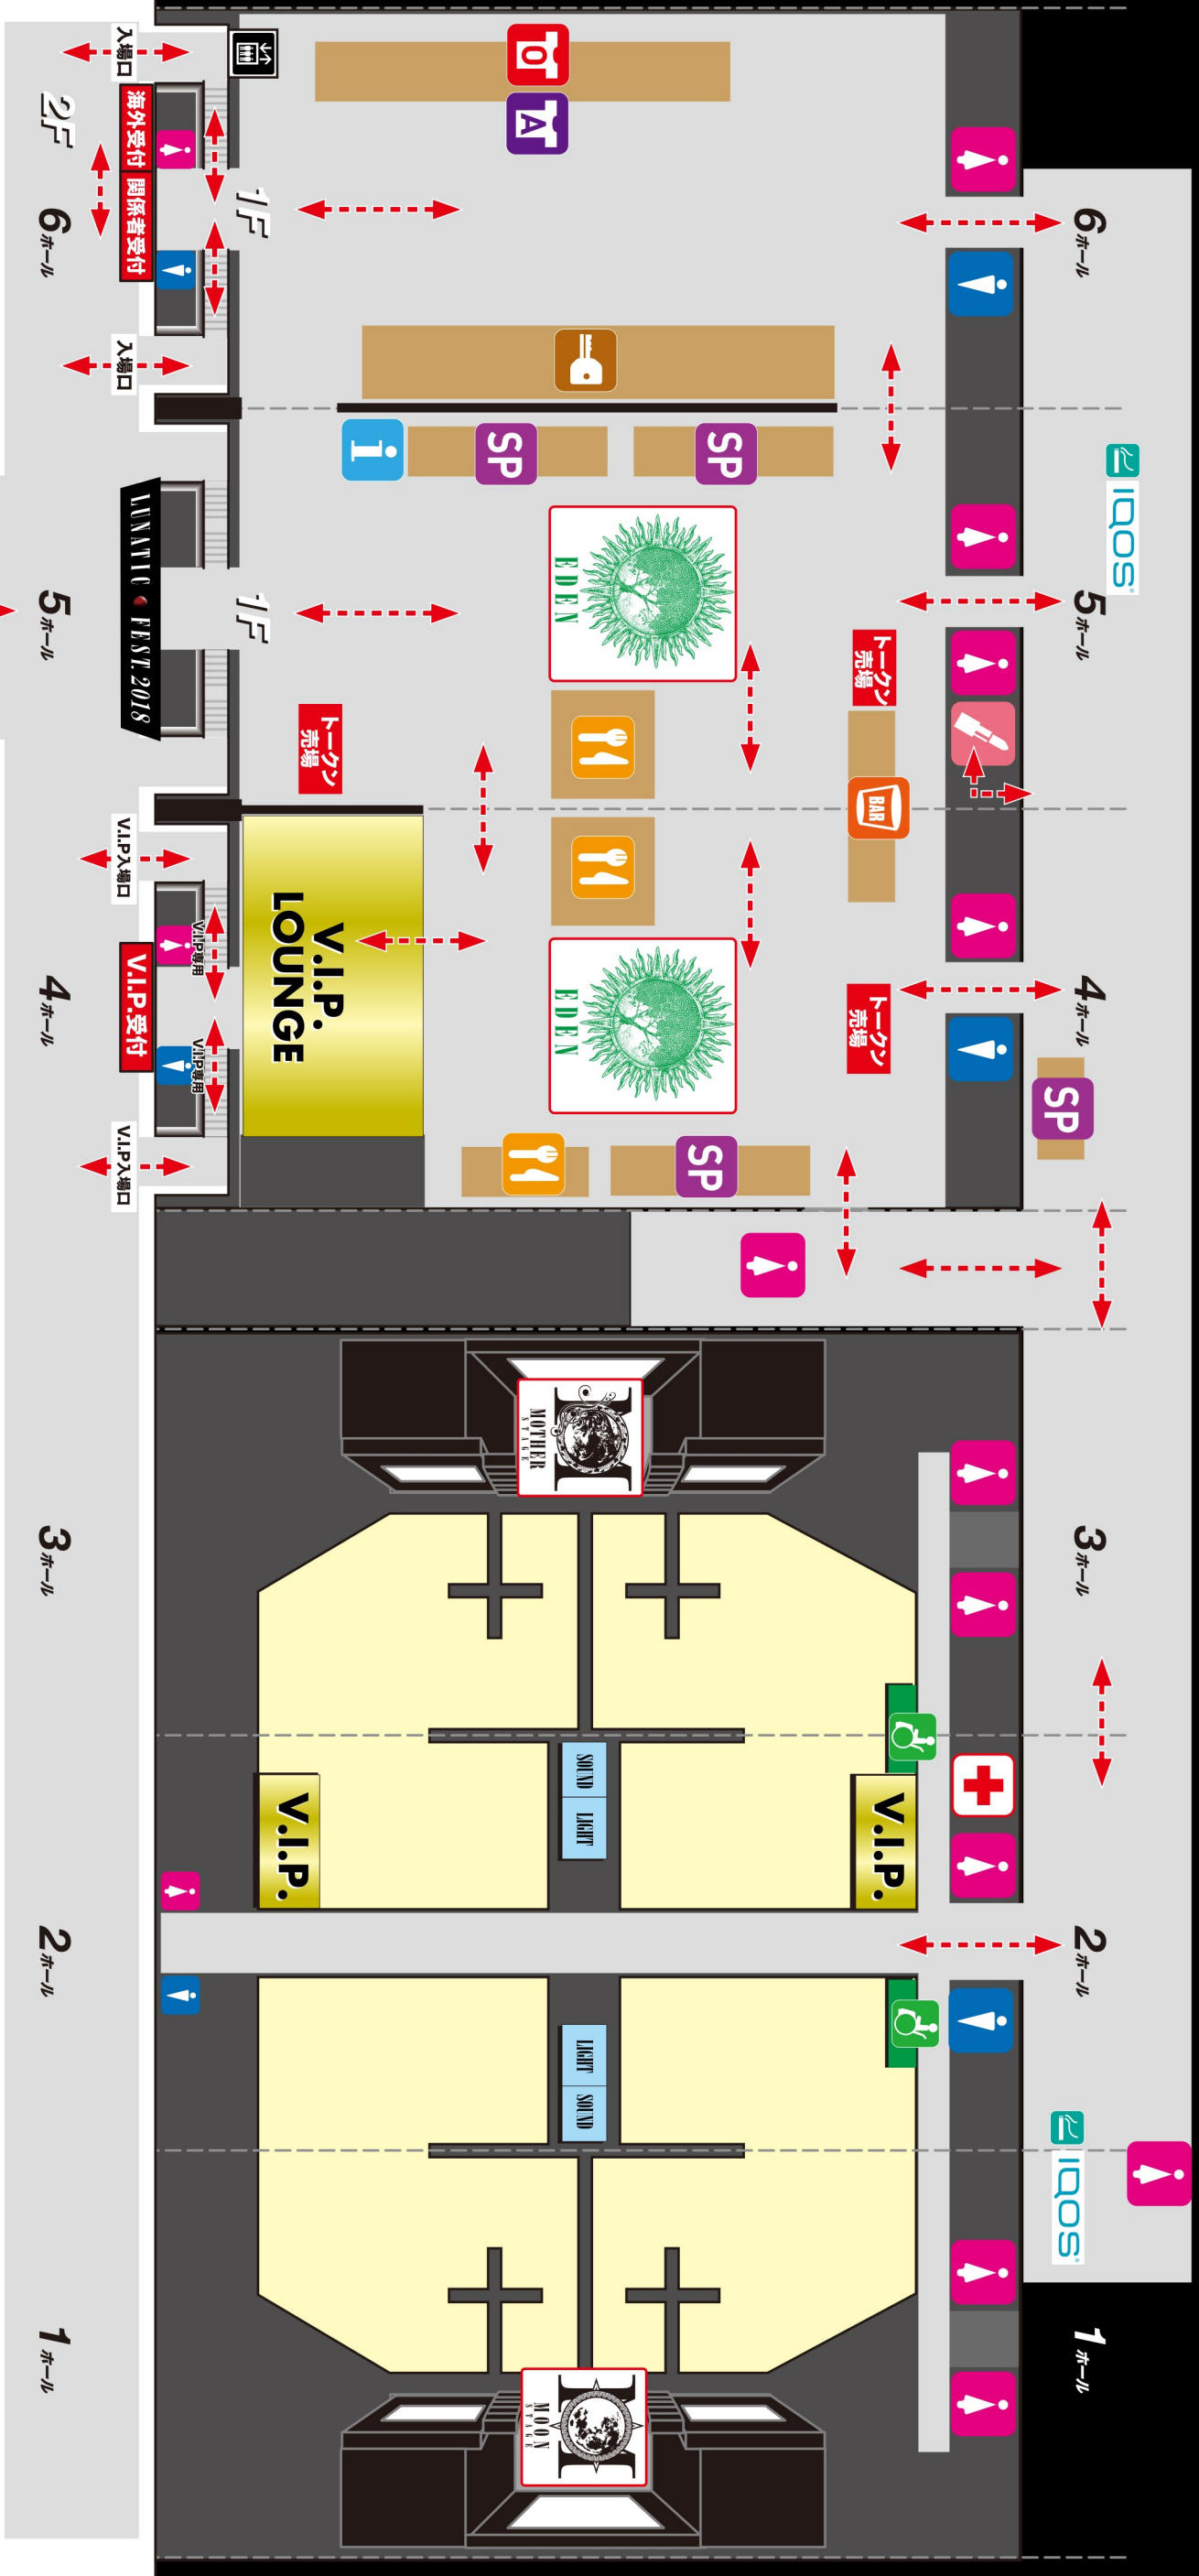 IQOS
6ホール
5ホール
4ホール
3ホール
2ホール
1ホール
IQOS
SP
トークン
売場
BAR
トークン
売場
V.I.P.
V.I.P.
SP
SP
EDEN
EDEN
O
A
SP
i
SOUND
LIGHT
LIGHT
SOUND
MOTHER
STAGE
MOON
STAGE
トークン
売場
V.I.P.
LOUNGE
1F
1F
V.I.P専用
V.I.P専用
入場口
海外受付
関係者受付
入場口
LUNATIC FEST. 2018
V.I.P入場口
V.I.P.受付
V.I.P入場口
2F
6ホール
5ホール
4ホール
3ホール
2ホール
1ホール